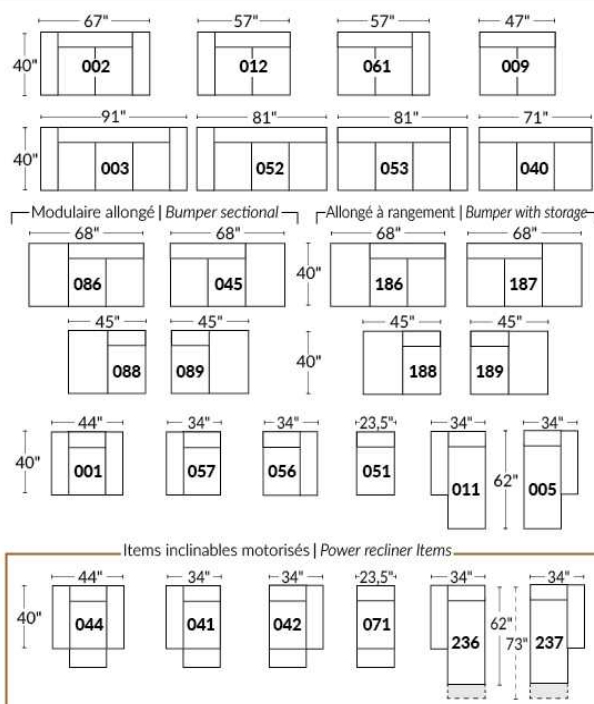 67" 57" 57" 47"
40" 002 012 061 009
91" 81" 81" 71"
40" 003 052 053 040
Modulaire allongé | Bumper sectional Allongé à rangement | Bumper with storage
68" 68" 68" 68"
086 045 40" 186 187
45" 45" 45" 45"
088 089 40" 188 189
44" 34" 34" 23,5" 34" 34"
40" 001 057 056 051 011 62" 005
Items inclinables motorisés | Power recliner Items
44" 34" 34" 23,5" 34" 34"
40" 044 041 042 071 236 62" 73" 237